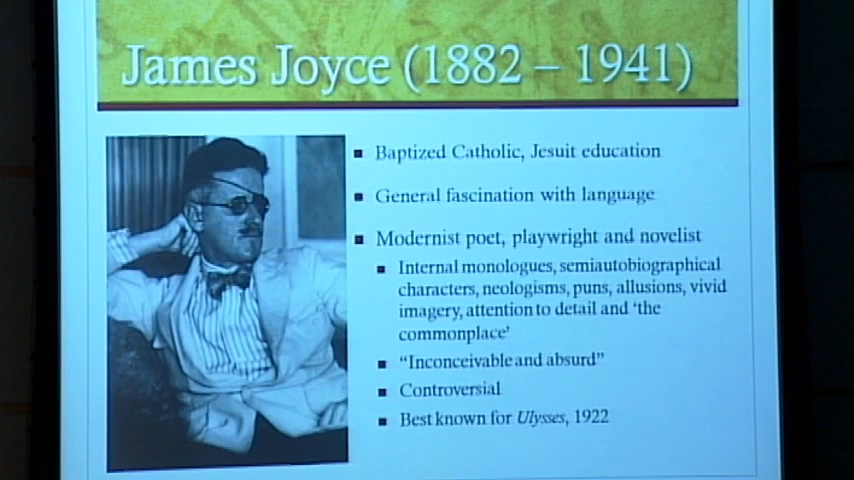 James Joyce (1882 – 1941)
Baptized Catholic, Jesuit education
General fascination with language
Modernist poet, playwright and novelist
Internal monologues, semiautobiographical
characters, neologisms, puns, allusions, vivid
imagery, attention to detail and ‘the
commonplace’
“Inconceivable and absurd”
Controversial
Best known for Ulysses, 1922